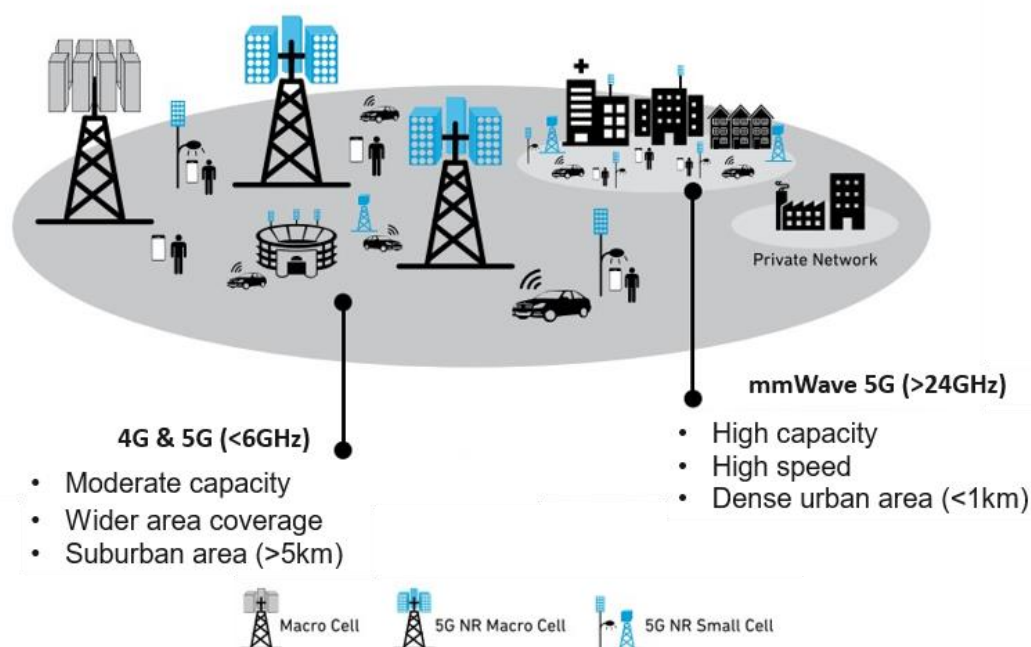 Private Network
mmWave 5G (>24GHz)
• High capacity
• High speed
• Dense urban area (<1km)
4G & 5G (<6GHz)
• Moderate capacity
• Wider area coverage
• Suburban area (>5km)
Macro Cell
5G NR Macro Cell
5G NR Small Cell